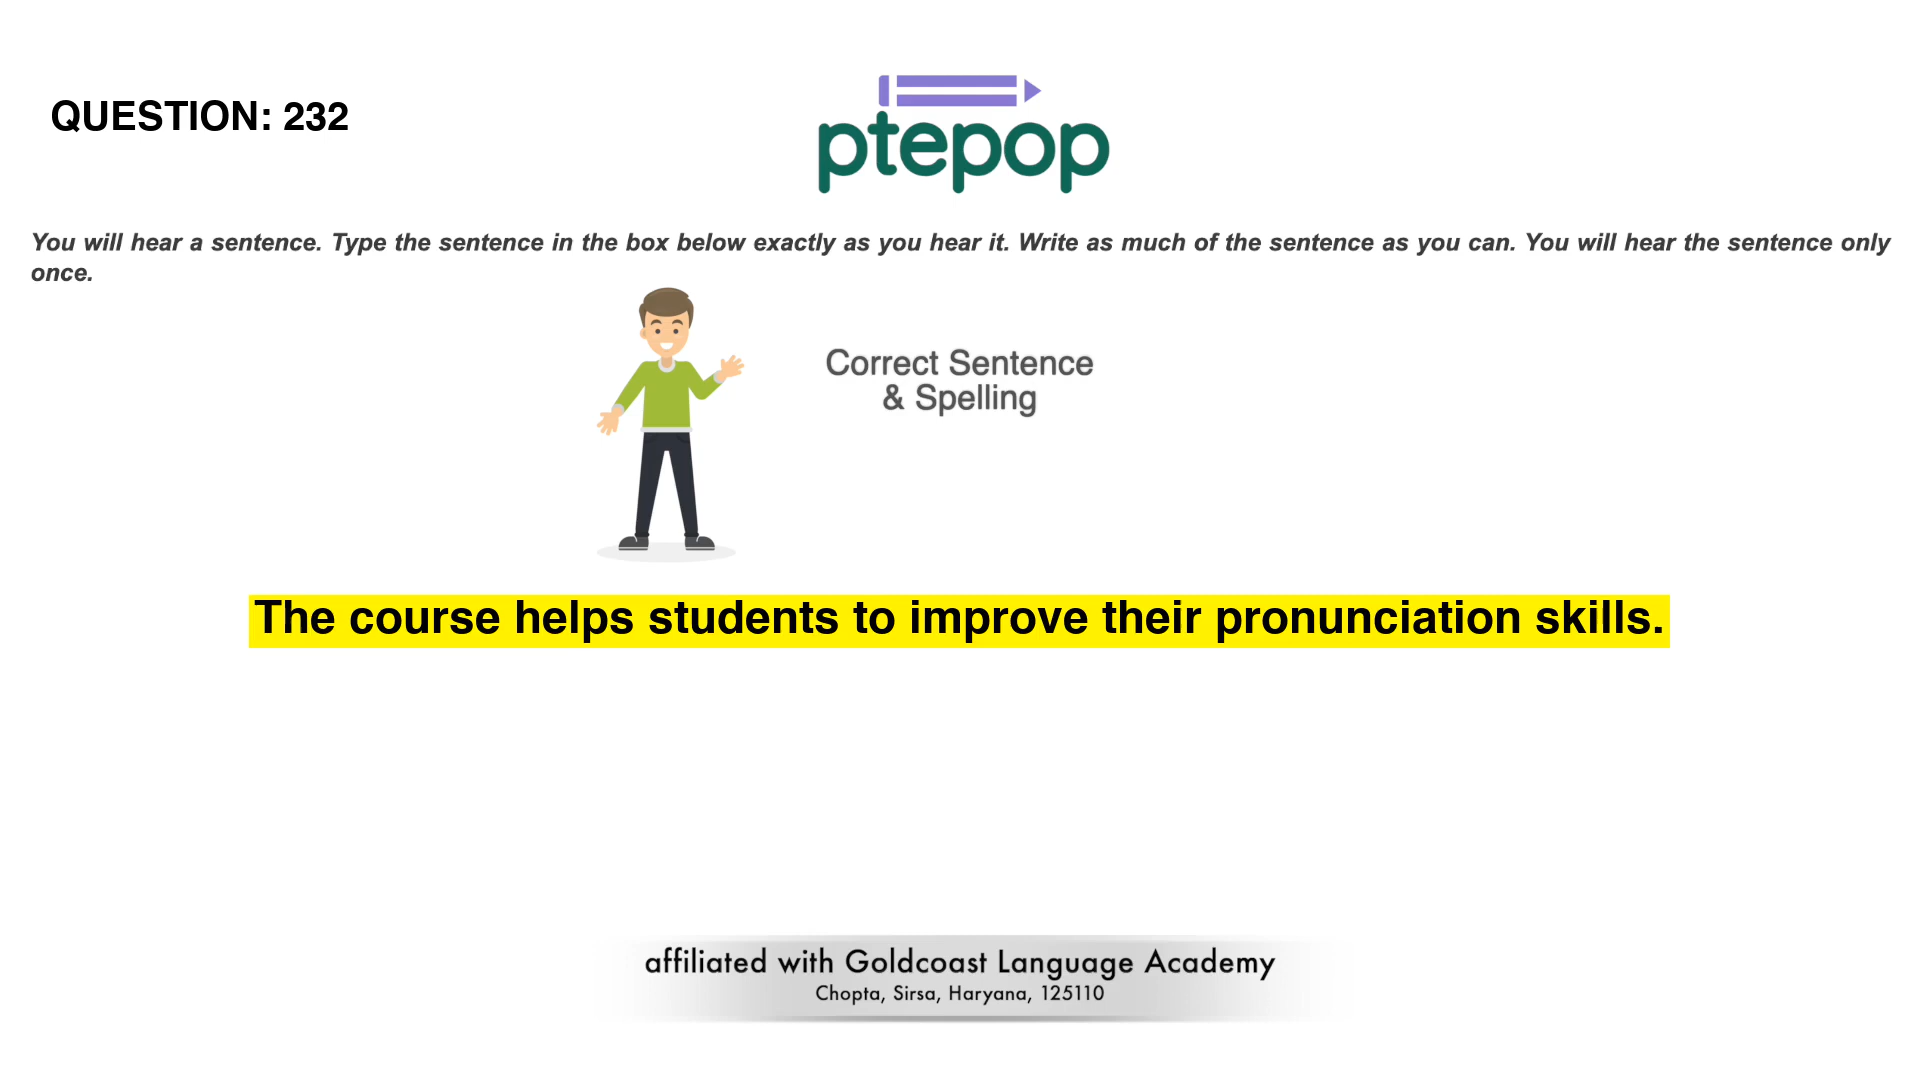 QUESTION: 232
ptepop
You will hear a sentence. Type the sentence in the box below exactly as you hear it. Write as much of the sentence as you can. You will hear the sentence only
once.
Correct Sentence
& Spelling
The course helps students to improve their pronunciation skills.
affiliated with Goldcoast Language Academy
Chopta, Sirsa, Haryana, 125110